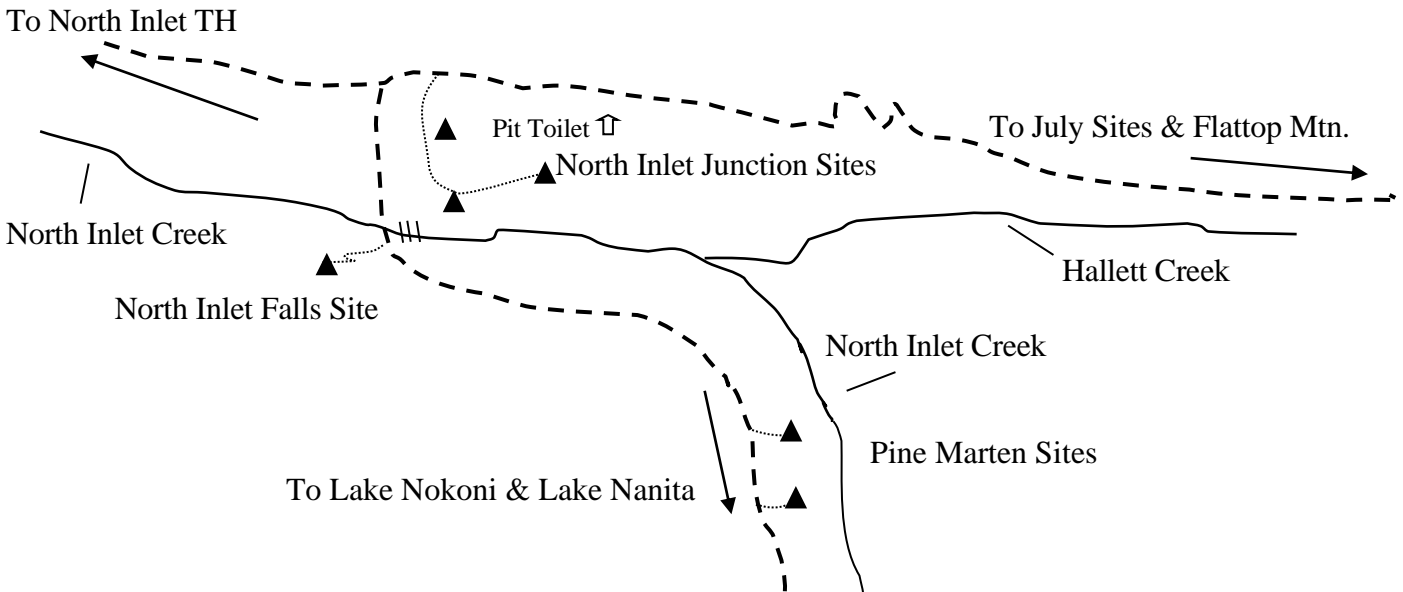 To North Inlet TH
Pit Toilet
To July Sites & Flattop Mtn.
North Inlet Junction Sites
North Inlet Creek
Hallett Creek
North Inlet Falls Site
North Inlet Creek
Pine Marten Sites
To Lake Nokoni & Lake Nanita